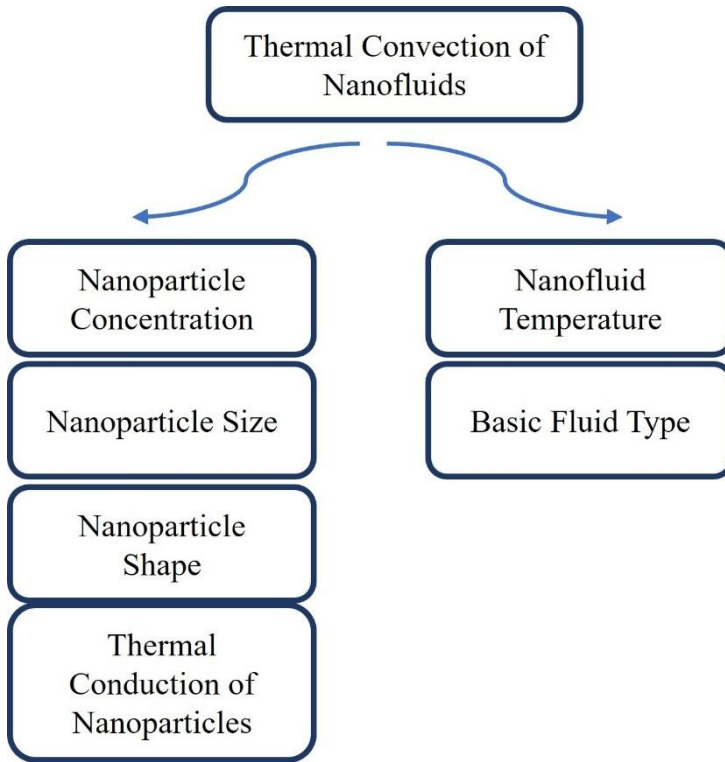 Thermal Convection of
Nanofluids
Nanoparticle
Concentration
Nanoparticle Size
Nanoparticle
Shape
Thermal
Conduction of
Nanoparticles
Nanofluid
Temperature
Basic Fluid Type